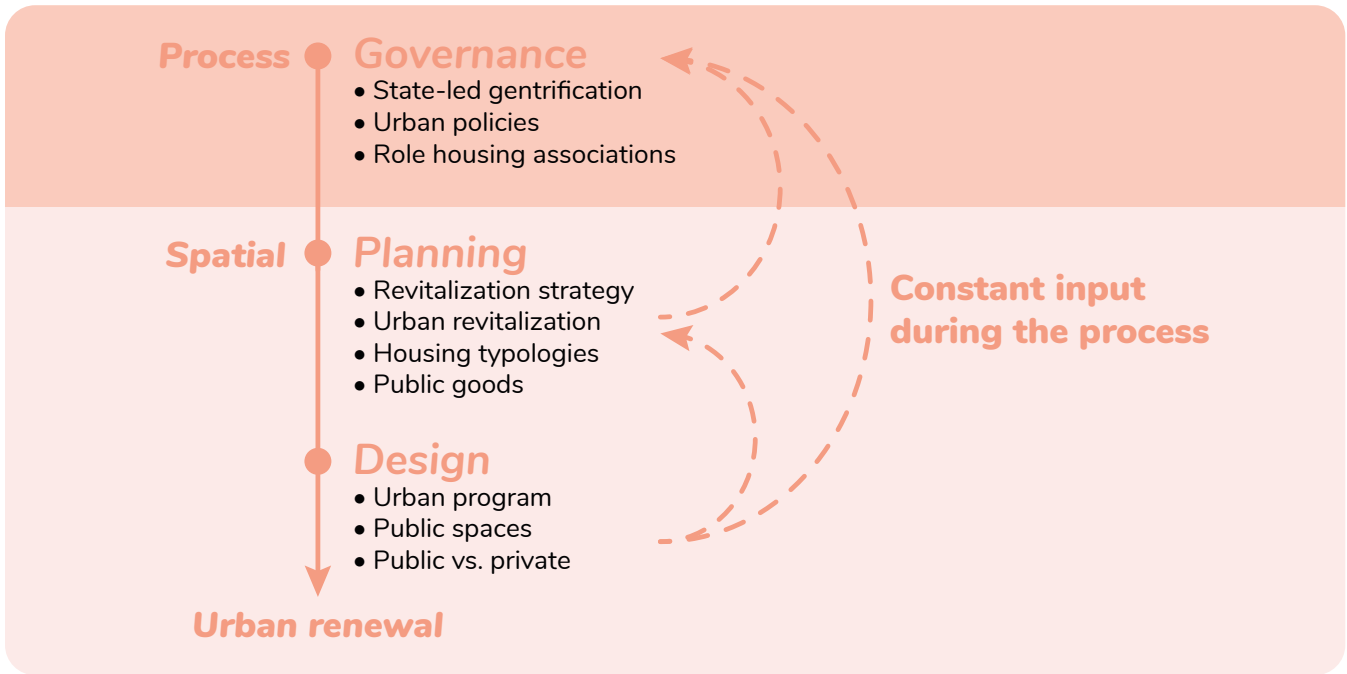 Process
Governance
• State-led gentrification
• Urban policies
• Role housing associations
Spatial
Planning
• Revitalization strategy
• Urban revitalization
• Housing typologies
• Public goods
Constant input
during the process
Design
• Urban program
• Public spaces
• Public vs. private
Urban renewal